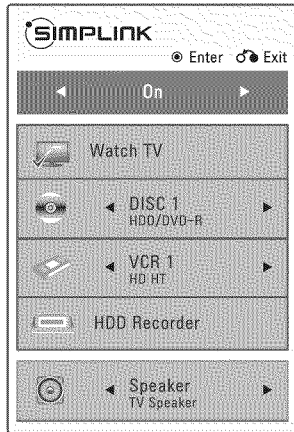 SIMPLINK
Enter Exit
On
Watch TV
DISC 1
HDD/DVD-R
VCR 1
HD HT
HDD Recorder
Speaker
TV Speaker